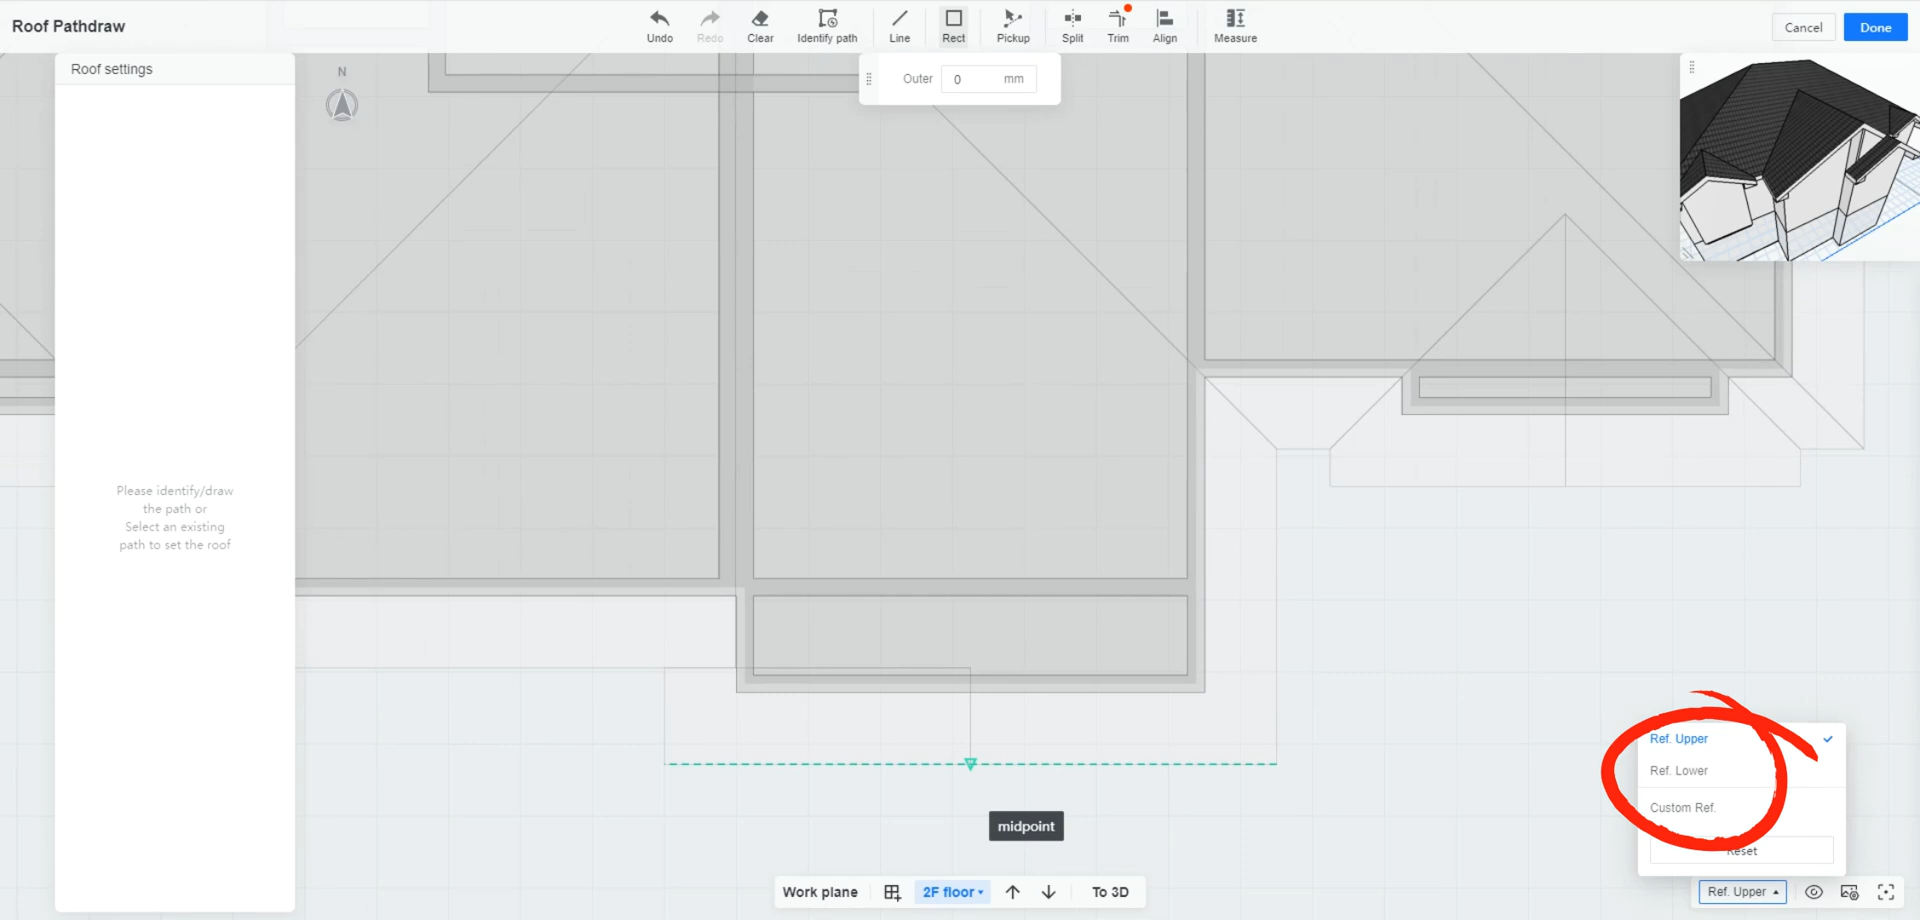 Roof Pathdraw
Undo
Redo
Clear
Identify path
Line
Rect
Pickup
Split
Trim
Align
Measure
Cancel
Done
Roof settings
N
Outer 0 mm
Please identify/draw
the path or
Select an existing
path to set the roof
midpoint
Ref. Upper
Ref. Lower
Custom Ref.
Reset
Work plane
2F floor
To 3D
Ref. Upper